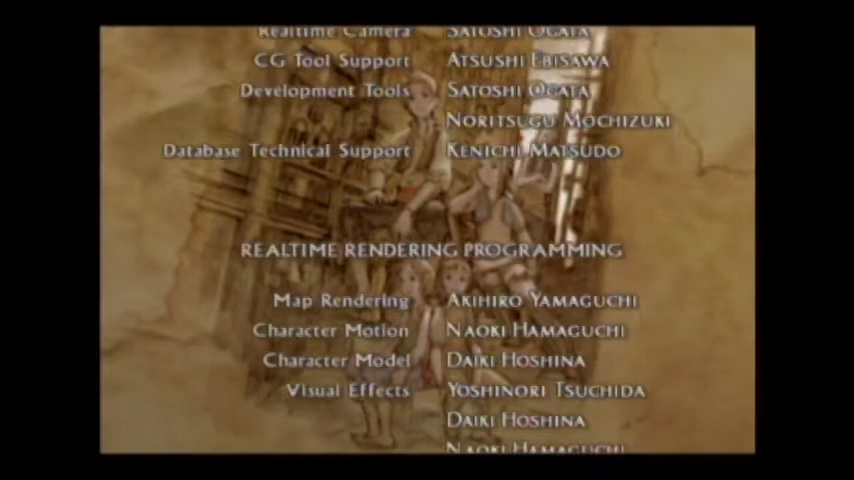 Realtime Camera SATOSHI OGATA
CG Tool Support ATSUSHI EBISAWA
Development Tools SATOSHI OGATA
NORITSUGU MOCHIZUKI
Database Technical Support KENICHI MATSUDO
REALTIME RENDERING PROGRAMMING
Map Rendering AKIHIRO YAMAGUCHI
Character Motion NAOKI HAMAGUCHI
Character Model DAIKI HOSHINA
Visual Effects YOSHINORI TSUCHIDA
DAIKI HOSHINA
NAOKI HAMAGUCHI